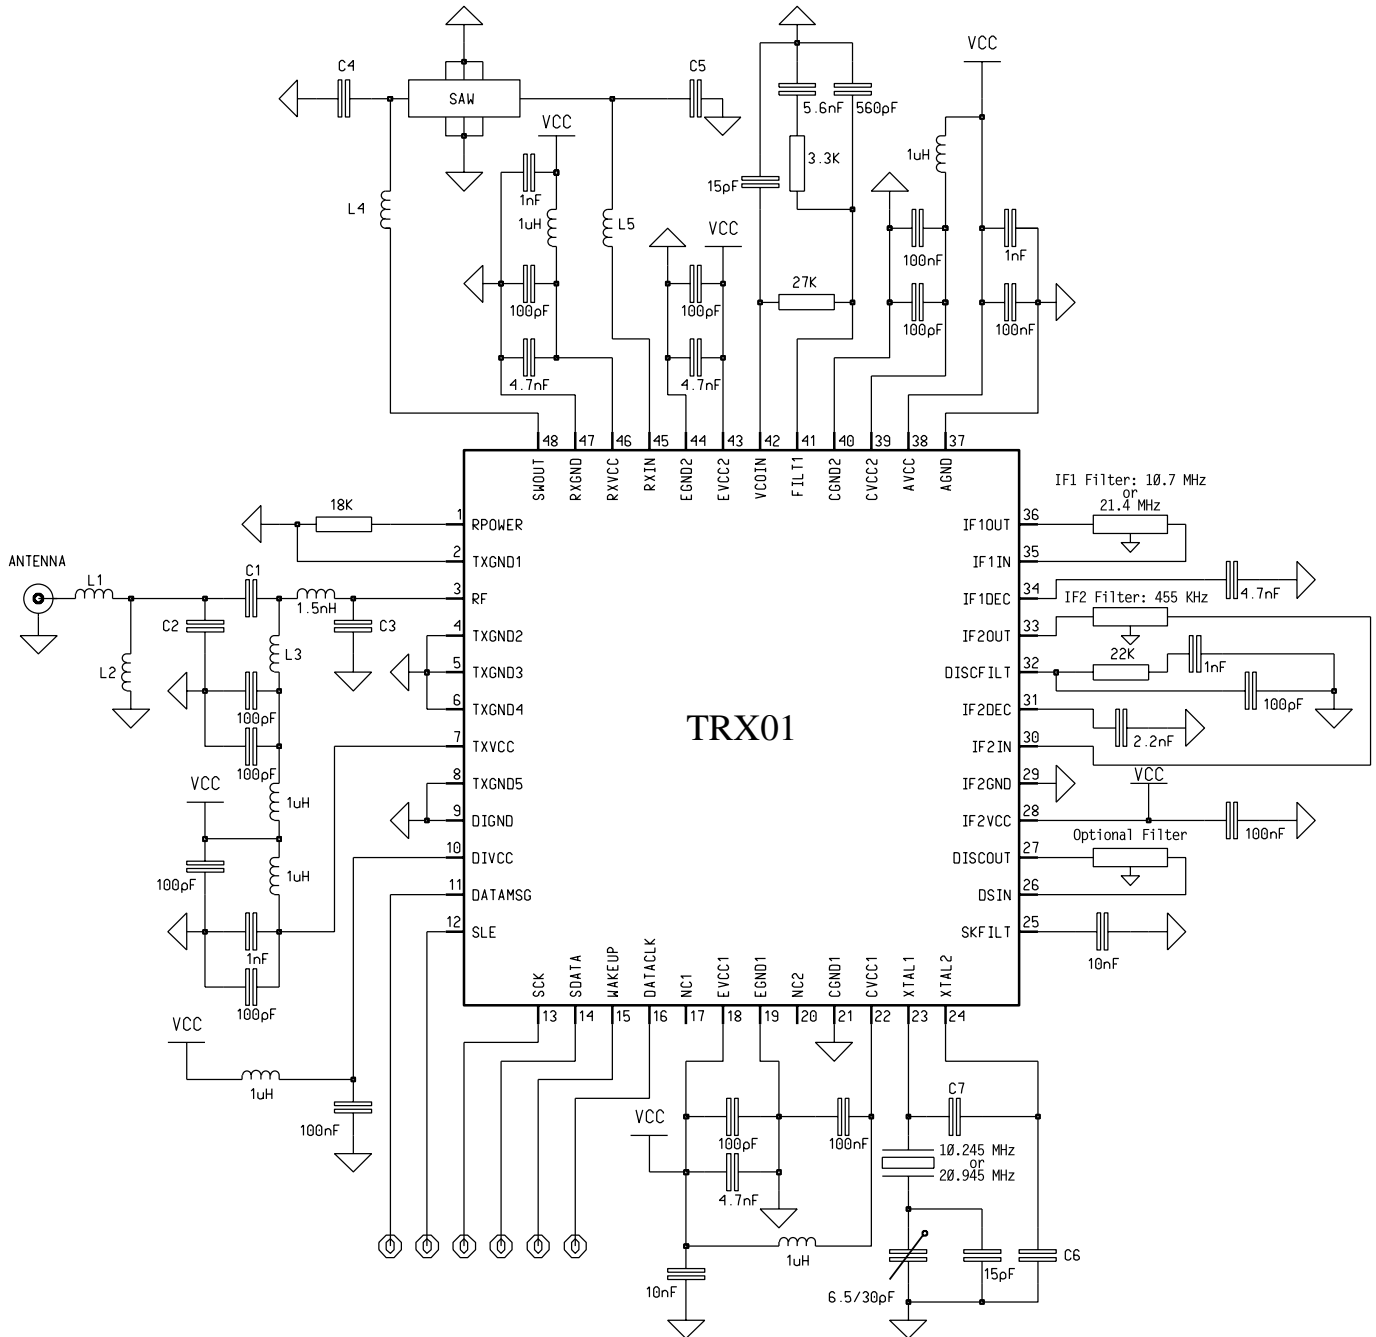 VCC
C4
C5
SAW
5.6nF
560pF
VCC
1uH
3.3K
1nF
15pF
L4
1uH
L5
VCC
100nF
1nF
27K
100pF
100pF
100pF
100nF
4.7nF
4.7nF
48 47 46 45 44 43 42 41 40 39 38 37
SWOUT
RXGND
RXVCC
RXIN
EGND2
EVCC2
VCOIN
FILT1
CGND2
CVCC2
AVCC
AGND
IF1 Filter: 10.7 MHz
or
21.4 MHz
18K
1 RPOWER
IF1OUT 36
2 TXGND1
IF1IN 35
ANTENNA
L1
C1
1.5nH
3 RF
IF1DEC 34
4.7nF
C2
C3
IF2 Filter: 455 KHz
4 TXGND2
IF2OUT 33
L2
L3
5 TXGND3
DISCFILT 32
22K
1nF
100pF
6 TXGND4
IF2DEC 31
100pF
TRX01
2.2nF
7 TXVCC
IF2IN 30
100pF
8 TXGND5
IF2GND 29
VCC
VCC
1uH
9 DIGND
IF2VCC 28
100nF
Optional Filter
10 DIVCC
DISCOUT 27
100pF
1uH
11 DATAMSG
DSIN 26
12 SLE
SKFILT 25
1nF
10nF
100pF
SCK
SDATA
WAKEUP
DATACLK
NC1
EVCC1
EGND1
NC2
CGND1
CVCC1
XTAL1
XTAL2
13 14 15 16 17 18 19 20 21 22 23 24
VCC
1uH
100nF
C7
VCC
100pF
100nF
10.245 MHz
or
20.945 MHz
4.7nF
1uH
C6
15pF
10nF
6.5/30pF